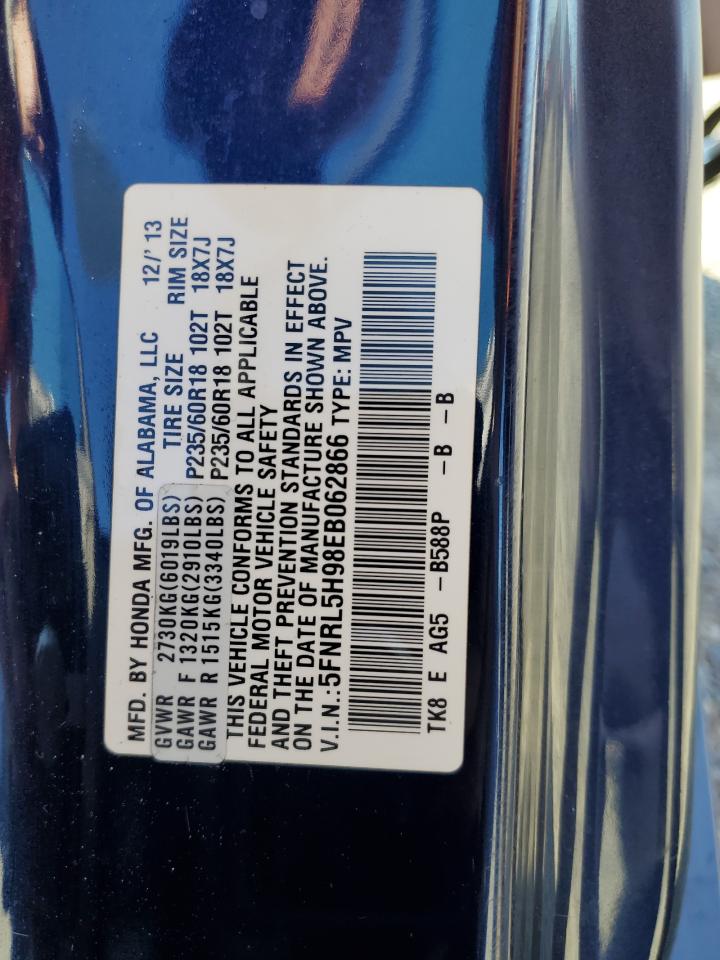 MFD. BY HONDA MFG. OF ALABAMA, LLC 12/'13
TIRE SIZE RIM SIZE
GVWR 2730KG(6019LBS)
GAWR F 1320KG(2910LBS) P235/60R18 102T 18X7J
GAWR R 1515KG(3340LBS) P235/60R18 102T 18X7J
THIS VEHICLE CONFORMS TO ALL APPLICABLE
FEDERAL MOTOR VEHICLE SAFETY
AND THEFT PREVENTION STANDARDS IN EFFECT
ON THE DATE OF MANUFACTURE SHOWN ABOVE.
V.I.N.:5FNRL5H98EB062866 TYPE: MPV
TK8 E AG5 -B588P -B -B